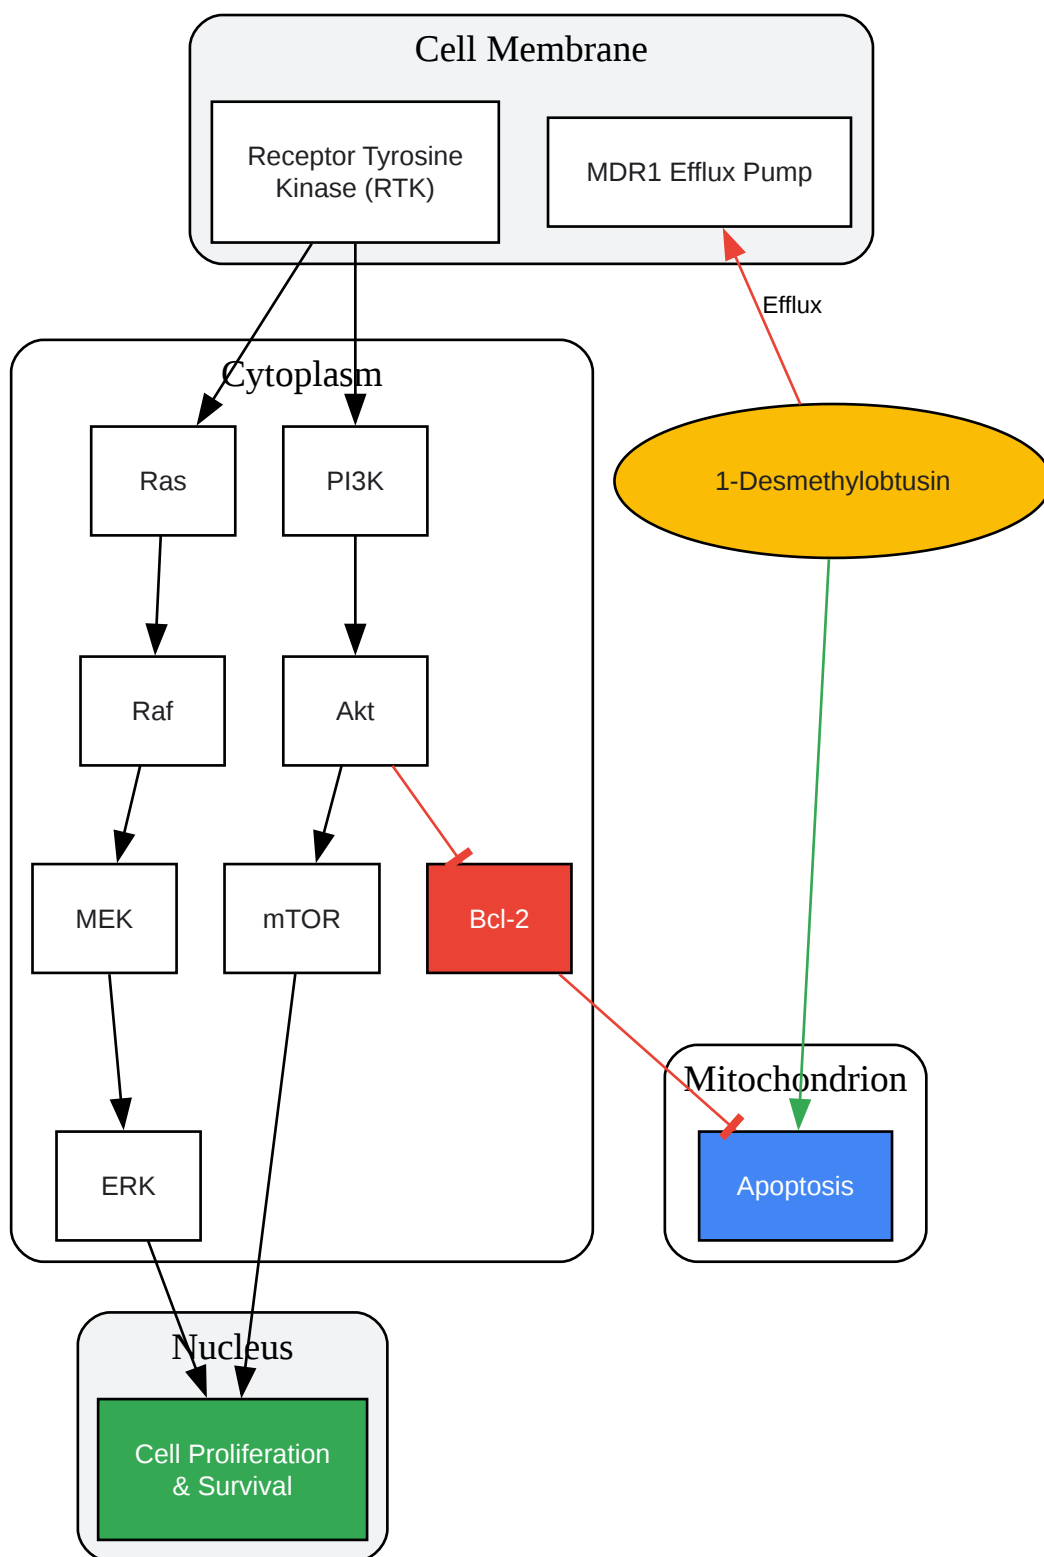 Cell Membrane
Receptor Tyrosine
Kinase (RTK)
MDR1 Efflux Pump
Efflux
Cytoplasm
Ras
PI3K
1-Desmethylobtusin
Raf
Akt
MEK
mTOR
Bcl-2
Mitochondrion
ERK
Apoptosis
Nucleus
Cell Proliferation
& Survival